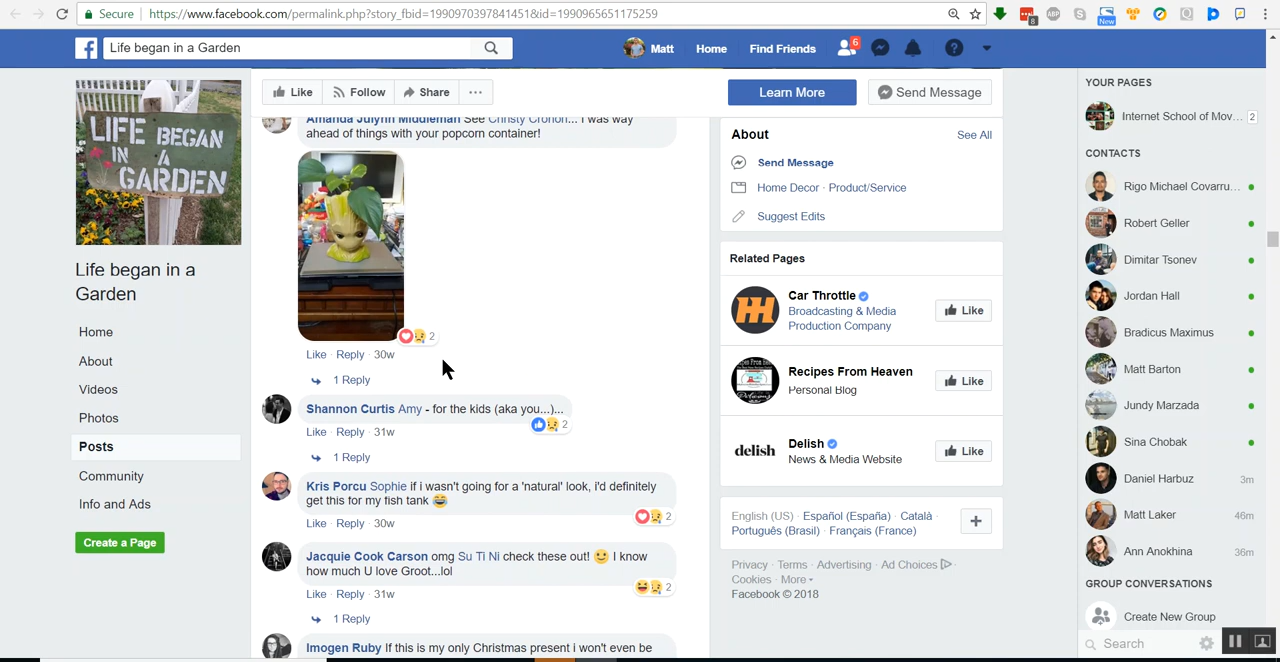 Secure
https://www.facebook.com/permalink.php?story_fbid=1990970397841451&id=1990965651175259
8
ABP
New
Life began in a Garden
Matt
Home
Find Friends
6
LIFE BEGAN
IN A
GARDEN
Life began in a
Garden
Home
About
Videos
Photos
Posts
Community
Info and Ads
Create a Page
Like
Follow
Share
Learn More
Send Message
Amanda Julynn Middleman See Christy Cronon... I was way
ahead of things with your popcorn container!
2
Like · Reply · 30w
1 Reply
Shannon Curtis Amy - for the kids (aka you...)...
2
Like · Reply · 31w
1 Reply
Kris Porcu Sophie if i wasn't going for a 'natural' look, i'd definitely
get this for my fish tank 😂
2
Like · Reply · 30w
Jacquie Cook Carson omg Su Ti Ni check these out! 🙂 I know
how much U love Groot...lol
2
Like · Reply · 31w
1 Reply
Imogen Ruby If this is my only Christmas present i won't even be
About
See All
Send Message
Home Decor · Product/Service
Suggest Edits
Related Pages
Car Throttle
Broadcasting & Media
Production Company
Like
Recipes From Heaven
Personal Blog
Like
delish
Delish
News & Media Website
Like
English (US) · Español (España) · Català ·
Português (Brasil) · Français (France)
Privacy · Terms · Advertising · Ad Choices ·
Cookies · More
Facebook © 2018
YOUR PAGES
Internet School of Mov... 2
CONTACTS
Rigo Michael Covarru...
Robert Geller
Dimitar Tsonev
Jordan Hall
Bradicus Maximus
Matt Barton
Jundy Marzada
Sina Chobak
Daniel Harbuz 3m
Matt Laker 46m
Ann Anokhina 36m
GROUP CONVERSATIONS
Create New Group
Search